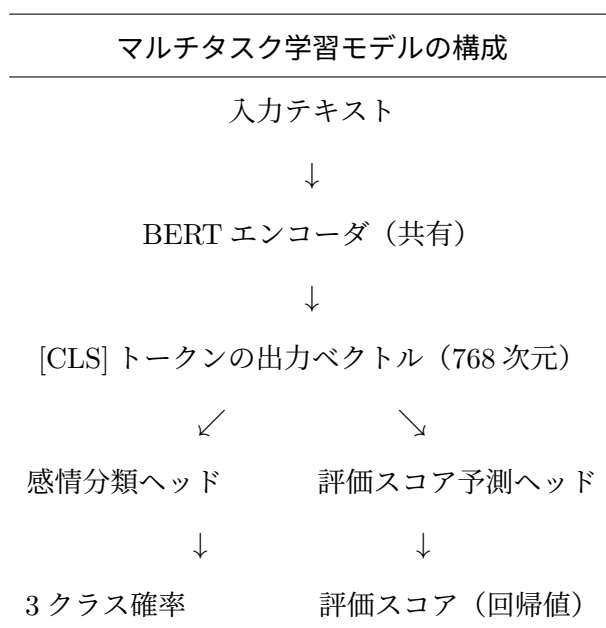 マルチタスク学習モデルの構成
入力テキスト
↓
BERT エンコーダ（共有）
↓
[CLS] トークンの出力ベクトル（768 次元）
↙ ↘
感情分類ヘッド 評価スコア予測ヘッド
↓ ↓
3 クラス確率 評価スコア（回帰値）